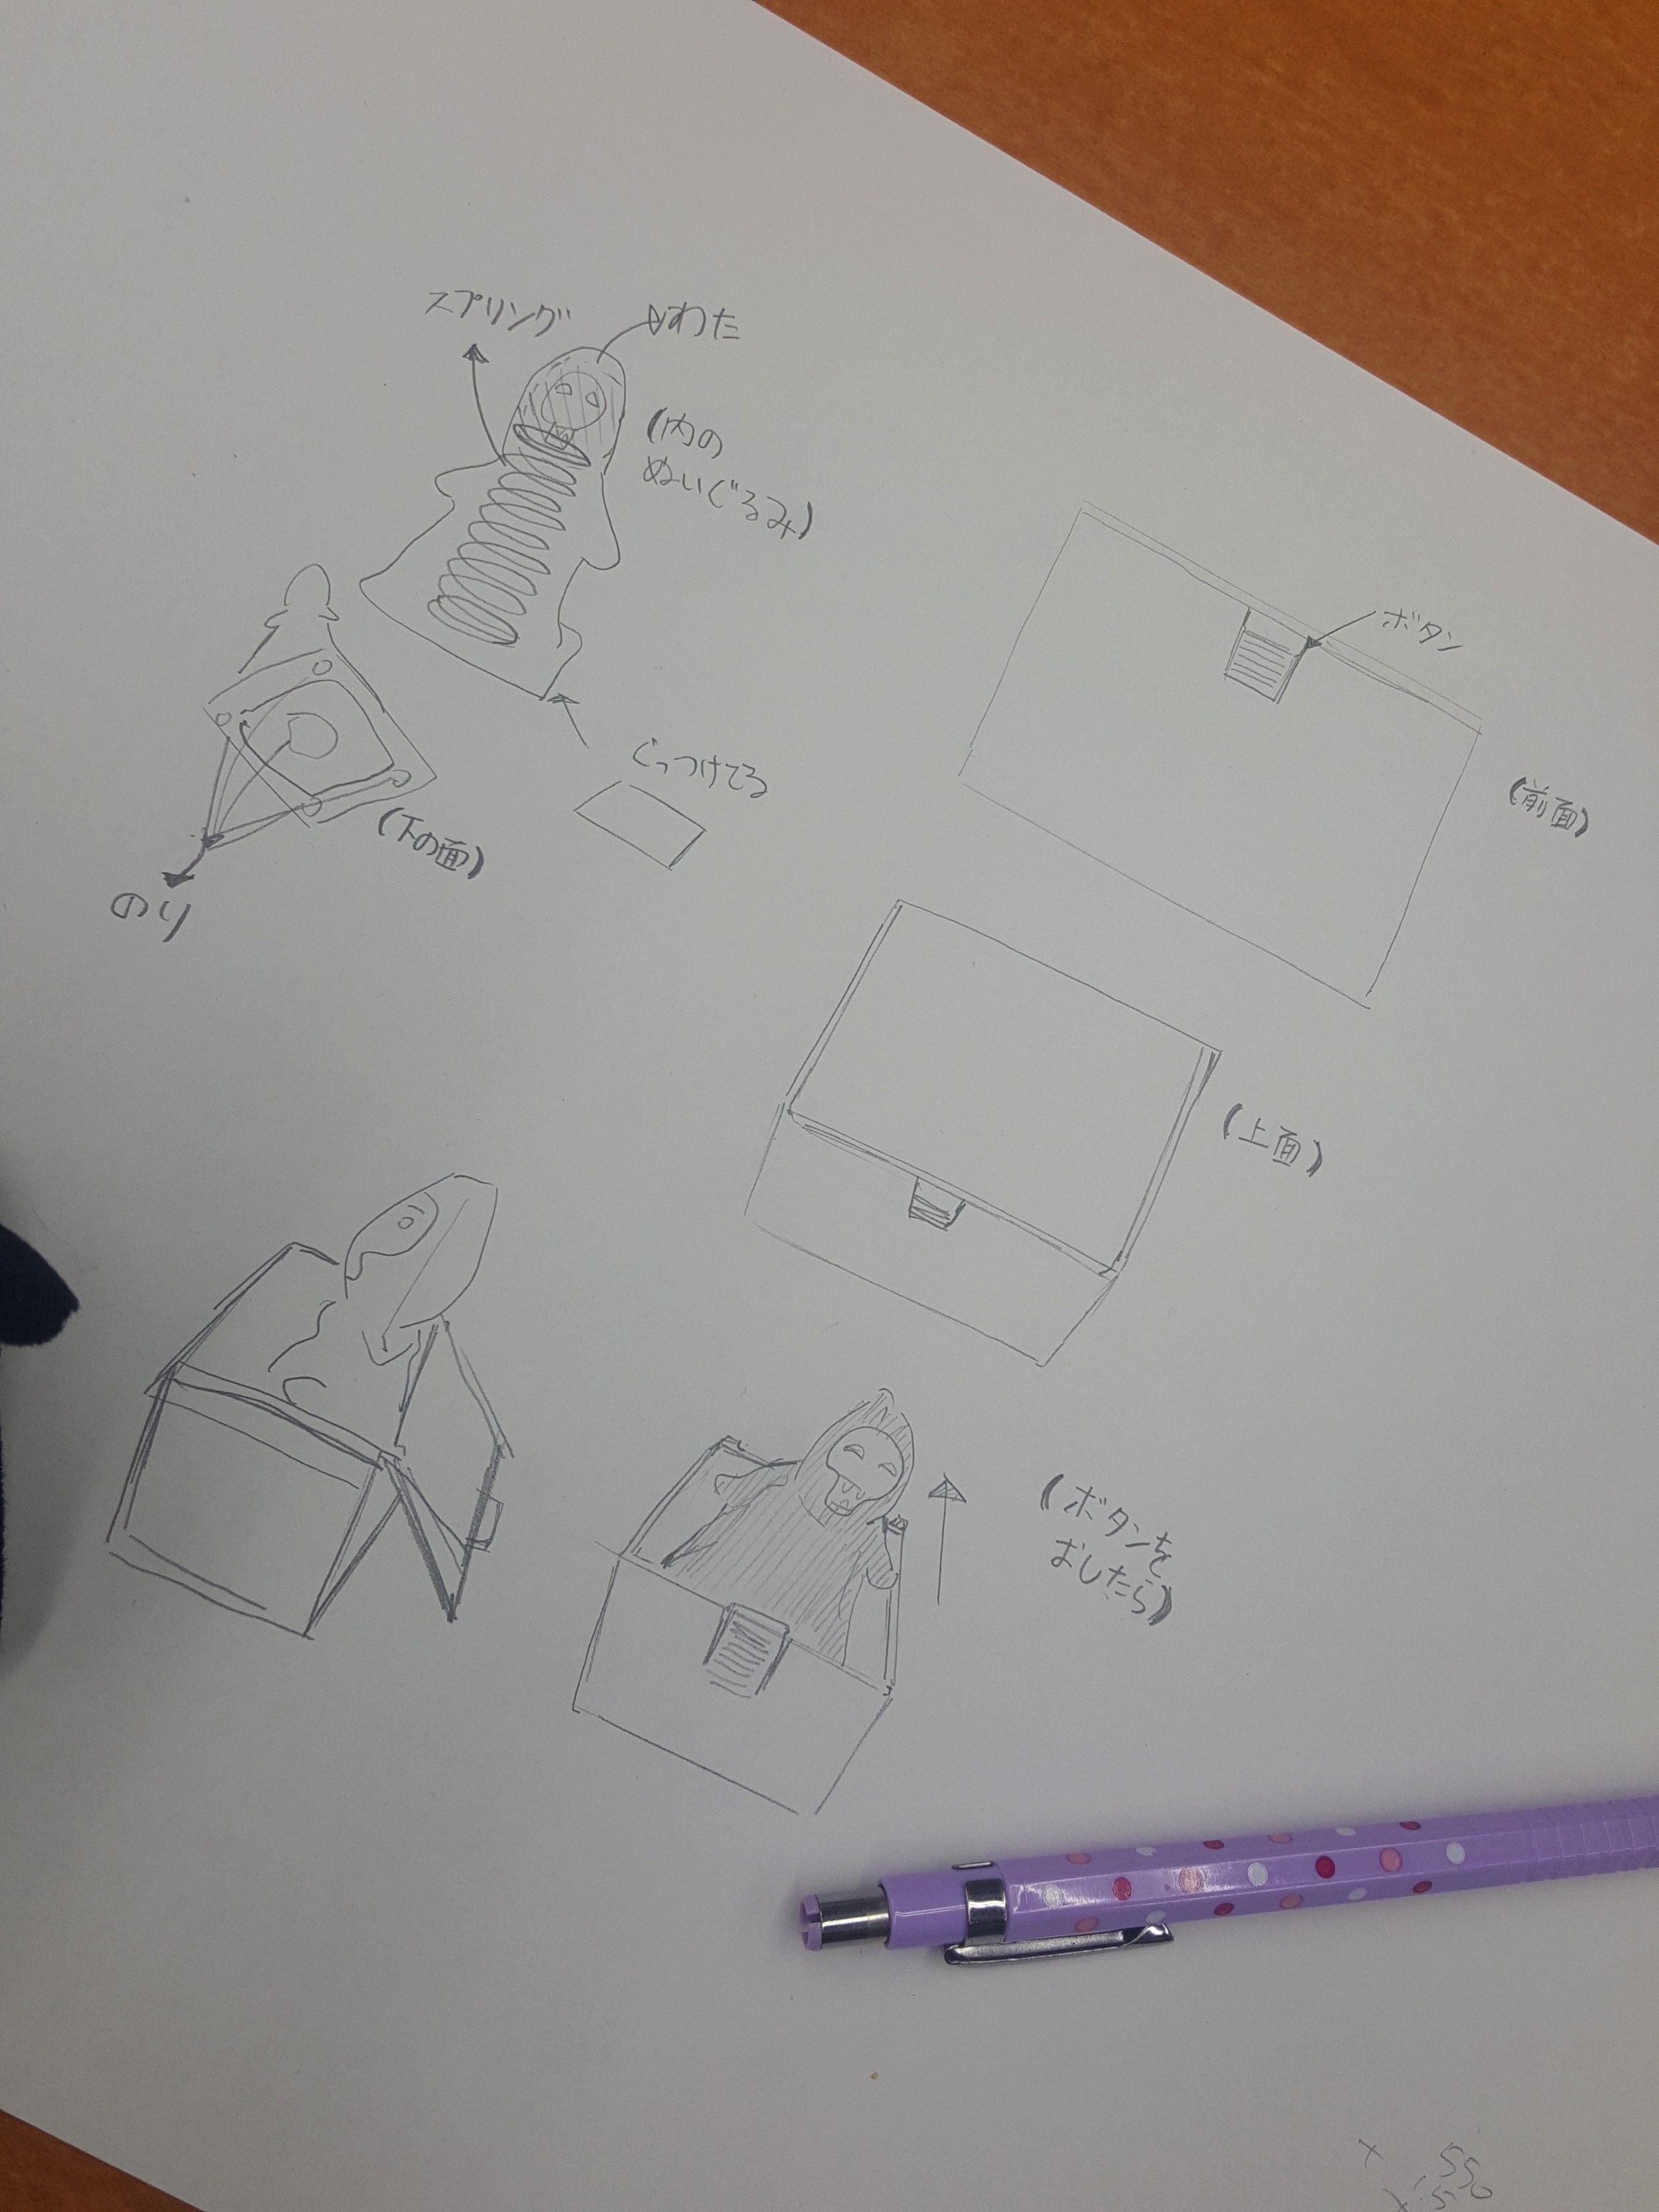 スプリング
わた
(内の
ぬいぐるみ)
ボタン
(前面)
くっつけてる
(下の面)
のり
(上面)
(ボタンを
おしたら)
550